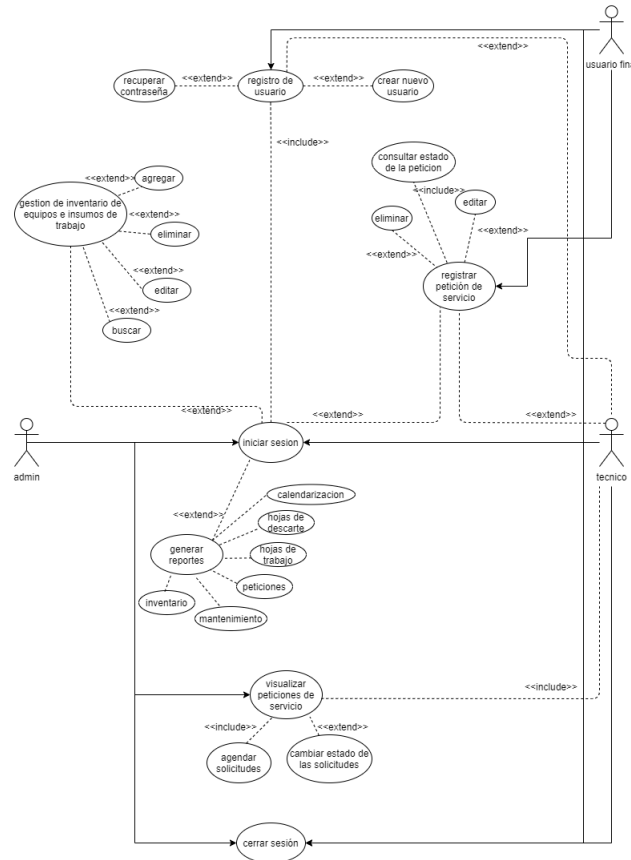 <<extend>>
usuario fina
recuperar
contraseña
<<extend>>
registro de
usuario
<<extend>>
crear nuevo
usuario
<<include>>
consultar estado
de la peticion
<<extend>>
agregar
<<include>>
editar
gestion de inventario de
equipos e insumos de
trabajo
<<extend>>
eliminar
eliminar
<<extend>>
<<extend>>
<<extend>>
editar
registrar
petición de
servicio
<<extend>>
buscar
<<extend>>
<<extend>>
<<extend>>
admin
iniciar sesion
tecnico
calendarizacion
<<extend>>
hojas de
descarte
generar
reportes
hojas de
trabajo
peticiones
inventario
mantenimiento
visualizar
peticiones de
servicio
<<include>>
<<include>>
<<extend>>
agendar
solicitudes
cambiar estado de
las solicitudes
cerrar sesión